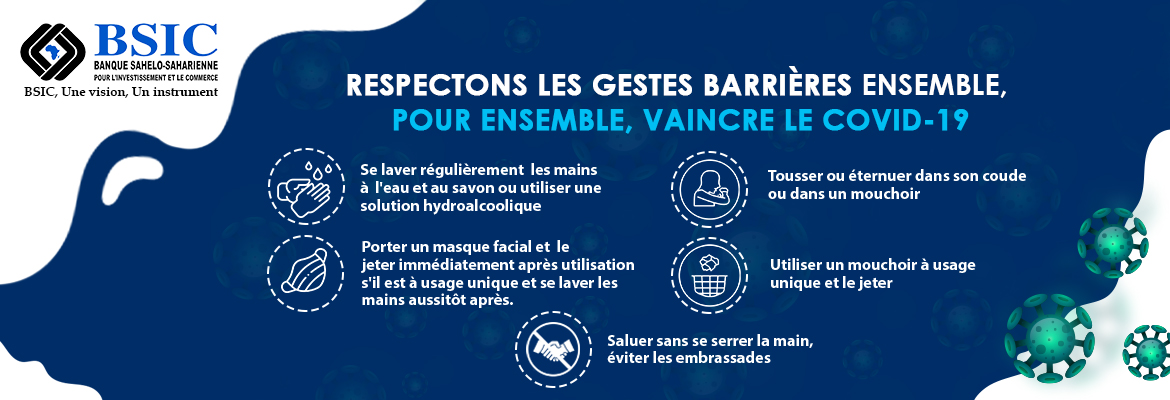 BSIC
BANQUE SAHELO-SAHARIENNE
POUR L'INVESTISSEMENT ET LE COMMERCE
BSIC, Une vision, Un instrument
RESPECTONS LES GESTES BARRIÈRES ENSEMBLE,
POUR ENSEMBLE, VAINCRE LE COVID-19
Se laver régulièrement les mains
à l'eau et au savon ou utiliser une
solution hydroalcoolique
Tousser ou éternuer dans son coude
ou dans un mouchoir
Porter un masque facial et le
jeter immédiatement après utilisation
s'il est à usage unique et se laver les
mains aussitôt après.
Utiliser un mouchoir à usage
unique et le jeter
Saluer sans se serrer la main,
éviter les embrassades